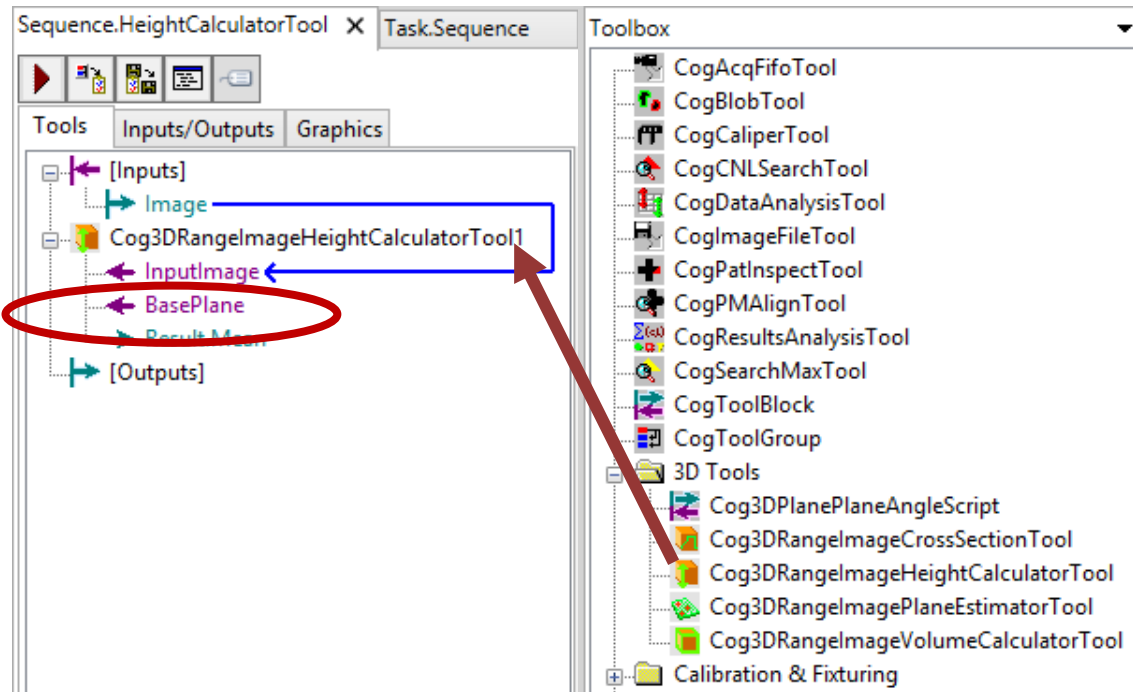 Sequence.HeightCalculatorTool X Task.Sequence
Tools Inputs/Outputs Graphics
[Inputs]
Image
Cog3DRangeImageHeightCalculatorTool1
InputImage
BasePlane
Result.Mean
[Outputs]
Toolbox
CogAcqFifoTool
CogBlobTool
CogCaliperTool
CogCNLSearchTool
CogDataAnalysisTool
CogImageFileTool
CogPatInspectTool
CogPMAlignTool
CogResultsAnalysisTool
CogSearchMaxTool
CogToolBlock
CogToolGroup
3D Tools
Cog3DPlanePlaneAngleScript
Cog3DRangeImageCrossSectionTool
Cog3DRangeImageHeightCalculatorTool
Cog3DRangeImagePlaneEstimatorTool
Cog3DRangeImageVolumeCalculatorTool
Calibration & Fixturing